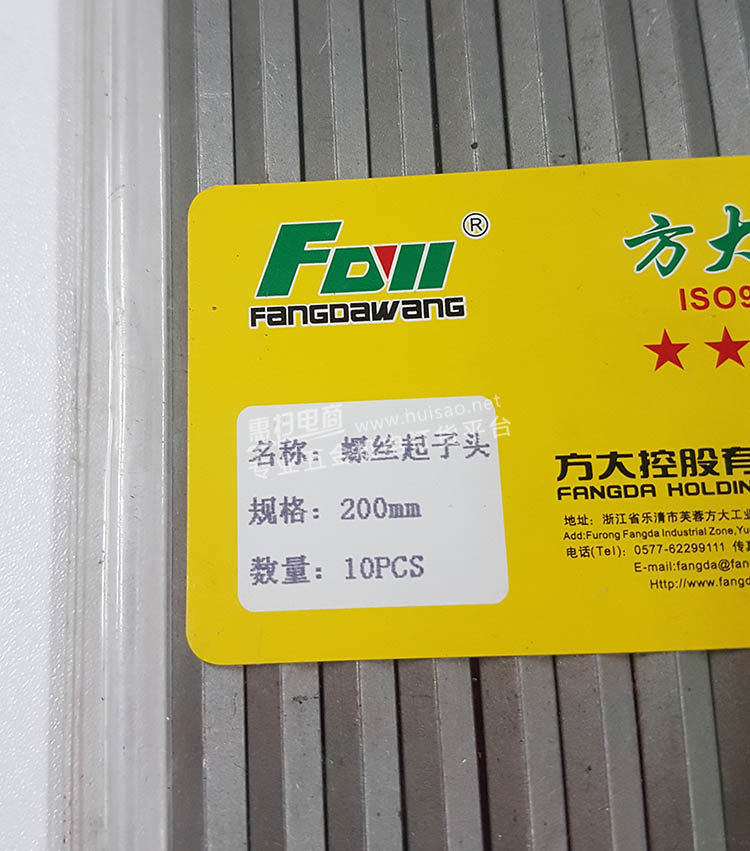 FDW ®
FANGDAWANG
方大
ISO9
惠扫电商 www.huisao.net
专业五金 平台
名称：螺丝起子头
规格：200mm
数量：10PCS
方大控股有
FANGDA HOLDIN
地址：浙江省乐清市芙蓉方大工业
Add:Furong Fangda Industrial Zone,Yu
电话(Tel)：0577-62299111 传真
E-mail:fangda@fang
Http://www.fangd